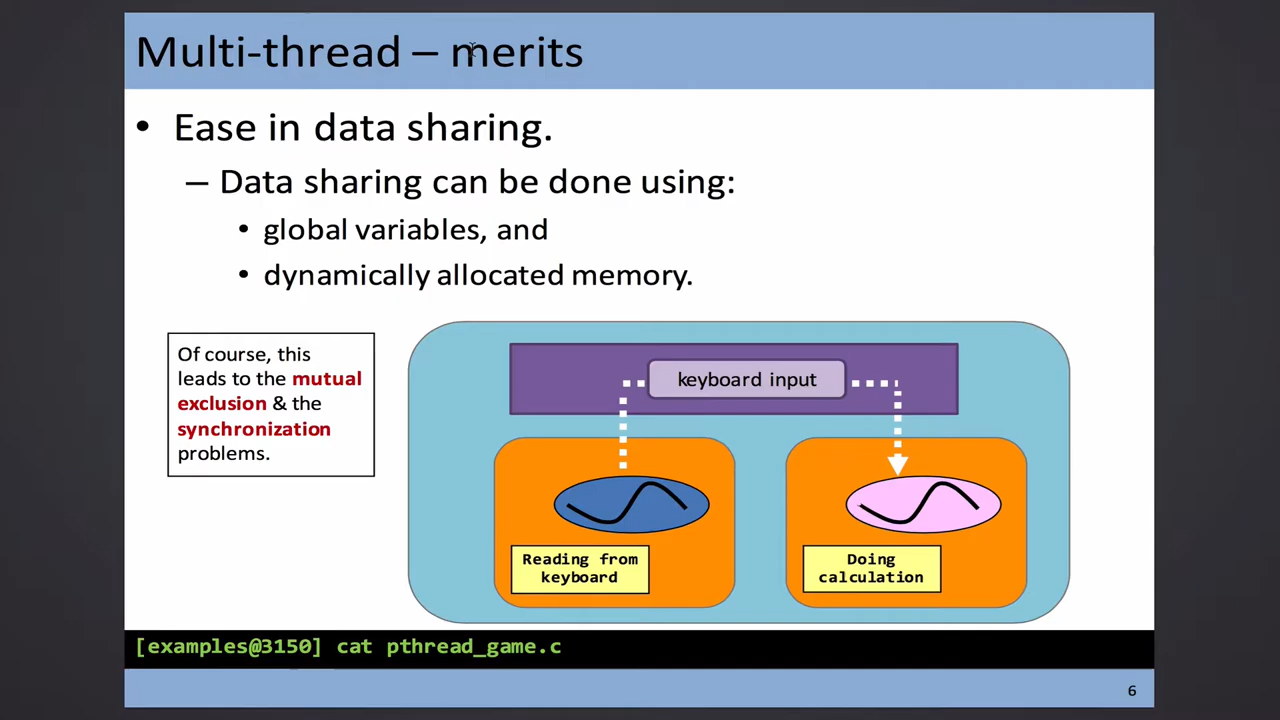 Multi-thread – merits
• Ease in data sharing.
– Data sharing can be done using:
• global variables, and
• dynamically allocated memory.
Of course, this
leads to the mutual
exclusion & the
synchronization
problems.
keyboard input
Reading from
keyboard
Doing
calculation
[examples@3150] cat pthread_game.c
6